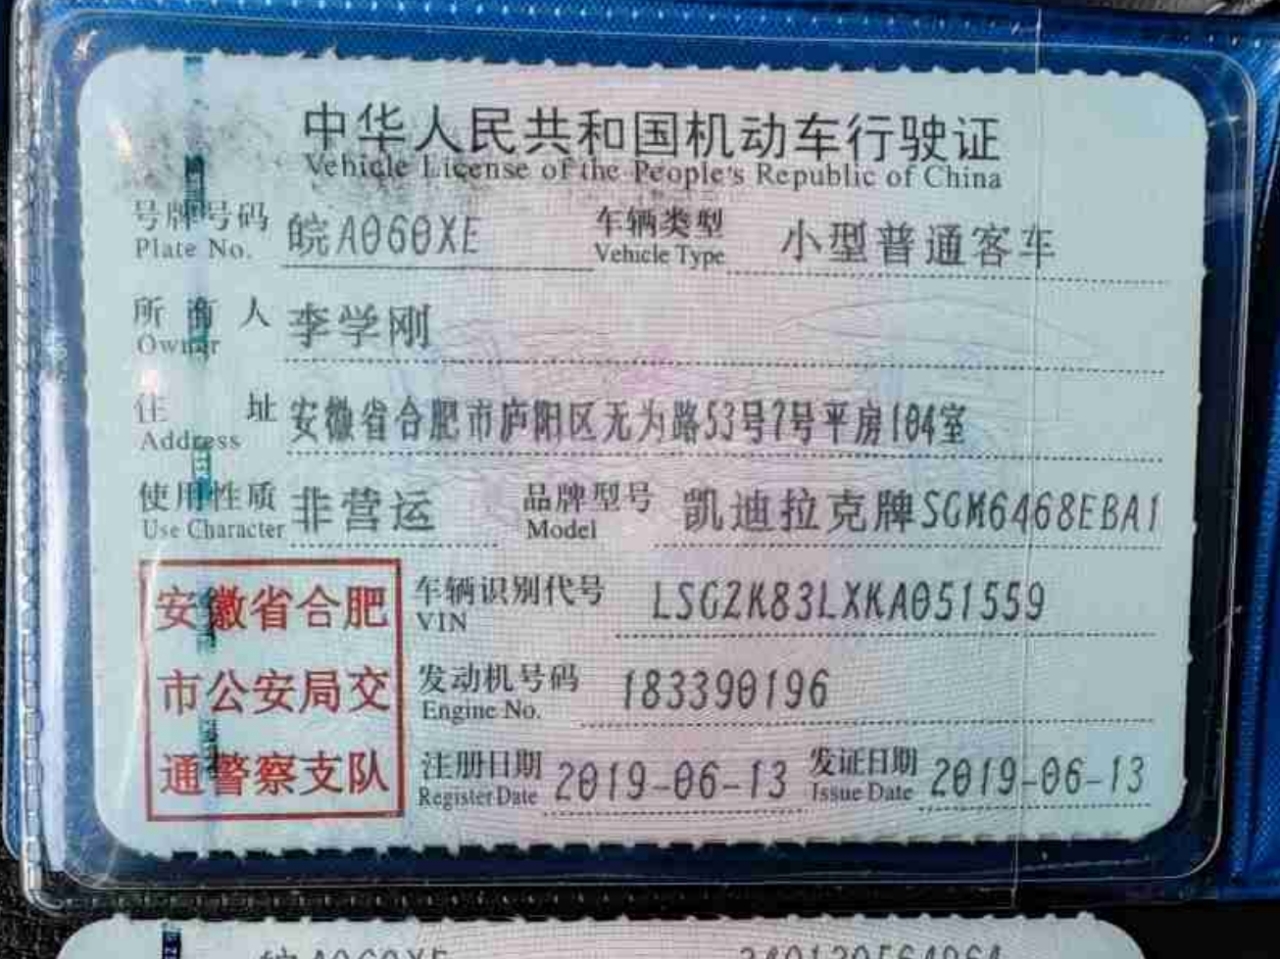 中华人民共和国机动车行驶证
Vehicle License of the People's Republic of China
号牌号码 皖A060XE 车辆类型 小型普通客车
Plate No. Vehicle Type
所有人 李学刚
Owner
住址 安徽省合肥市庐阳区无为路53号7号平房104室
Address
使用性质 非营运 品牌型号 凯迪拉克牌SGM6468EBA1
Use Character Model
安徽省合肥
市公安局交
通警察支队
车辆识别代号 LSGZK83LXKA051559
VIN
发动机号码 183390196
Engine No.
注册日期 2019-06-13 发证日期 2019-06-13
Register Date Issue Date
皖A060XE